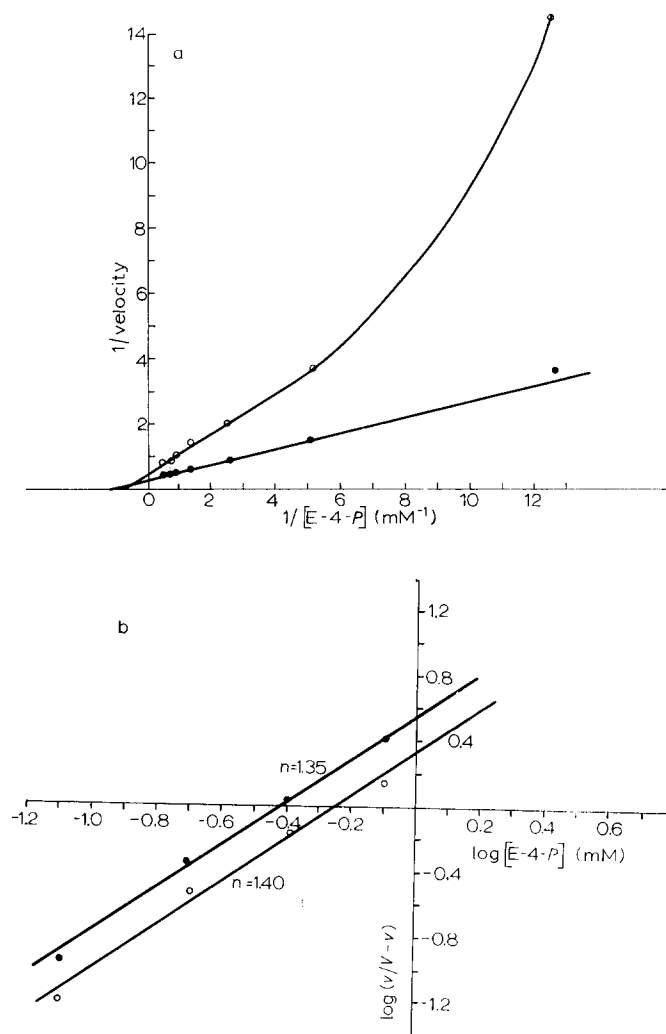 a
14
12
10
8
6
4
2
1/velocity
0 2 4 6 8 10 12
1/[E-4-P] (mM⁻¹)
b
1.2
0.8
0.4
n=1.35
-1.2 -1.0 -0.8 -0.6 -0.4 -0.2 0.2 0.4 0.6
log[E-4-P] (mM)
n=1.40
-0.4
-0.8
-1.2
log (v/V-v)